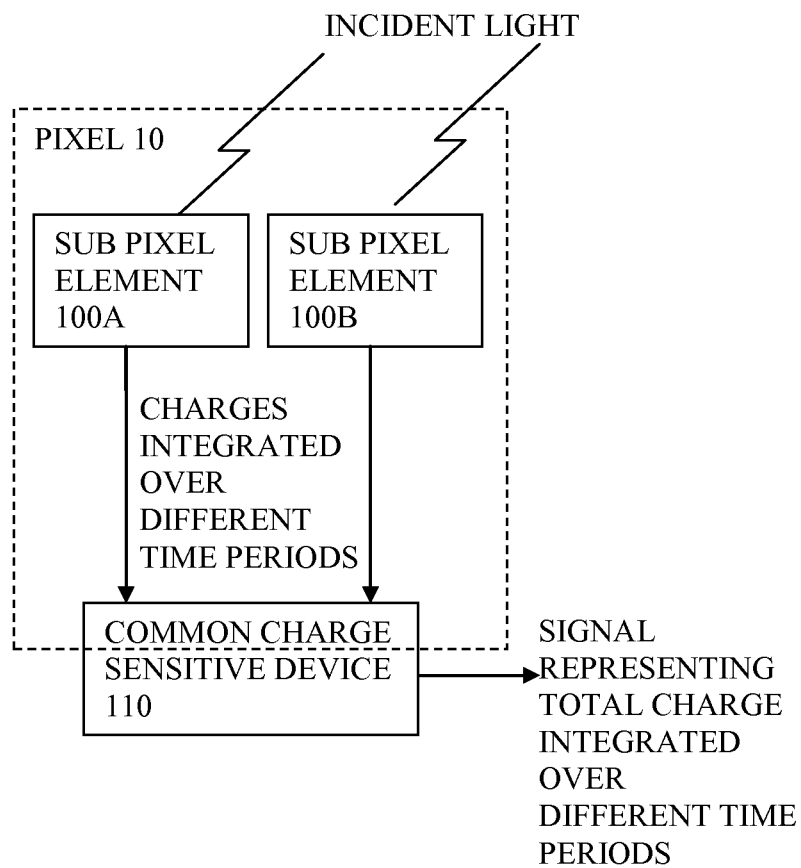 INCIDENT LIGHT
PIXEL 10
SUB PIXEL
ELEMENT
100A
SUB PIXEL
ELEMENT
100B
CHARGES
INTEGRATED
OVER
DIFFERENT
TIME PERIODS
COMMON CHARGE
SENSITIVE DEVICE
110
SIGNAL
REPRESENTING
TOTAL CHARGE
INTEGRATED
OVER
DIFFERENT TIME
PERIODS